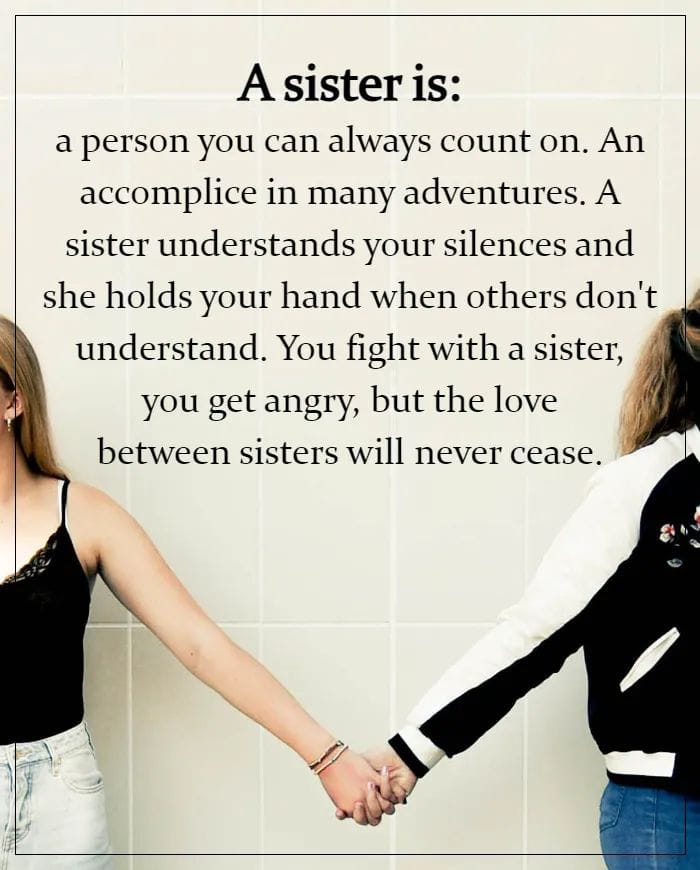 A sister is:
a person you can always count on. An
accomplice in many adventures. A
sister understands your silences and
she holds your hand when others don't
understand. You fight with a sister,
you get angry, but the love
between sisters will never cease.